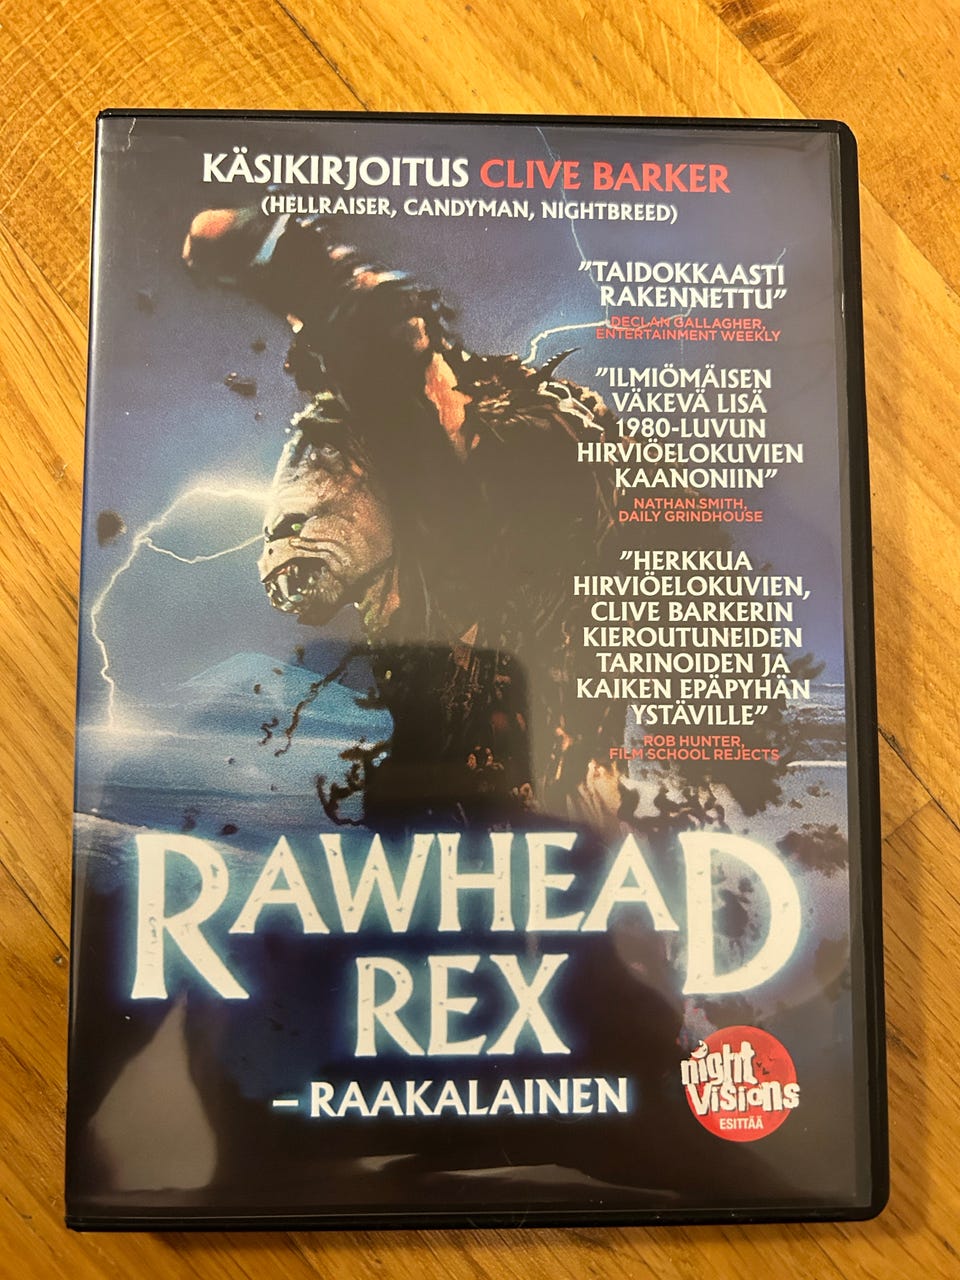 KÄSIKIRJOITUS CLIVE BARKER
(HELLRAISER, CANDYMAN, NIGHTBREED)
"TAIDOKKAASTI
RAKENNETTU"
DECLAN GALLAGHER,
ENTERTAINMENT WEEKLY
"ILMIÖMÄISEN
VÄKEVÄ LISÄ
1980-LUVUN
HIRVIÖELOKUVIEN
KAANONIIN"
NATHAN SMITH,
DAILY GRINDHOUSE
"HERKKUA
HIRVIÖELOKUVIEN,
CLIVE BARKERIN
KIEROUTUNEIDEN
TARINOIDEN JA
KAIKEN EPÄPYHÄN
YSTÄVILLE"
ROB HUNTER,
FILM SCHOOL REJECTS
RAWHEAD
REX
– RAAKALAINEN
night
Visions
ESITTÄÄ